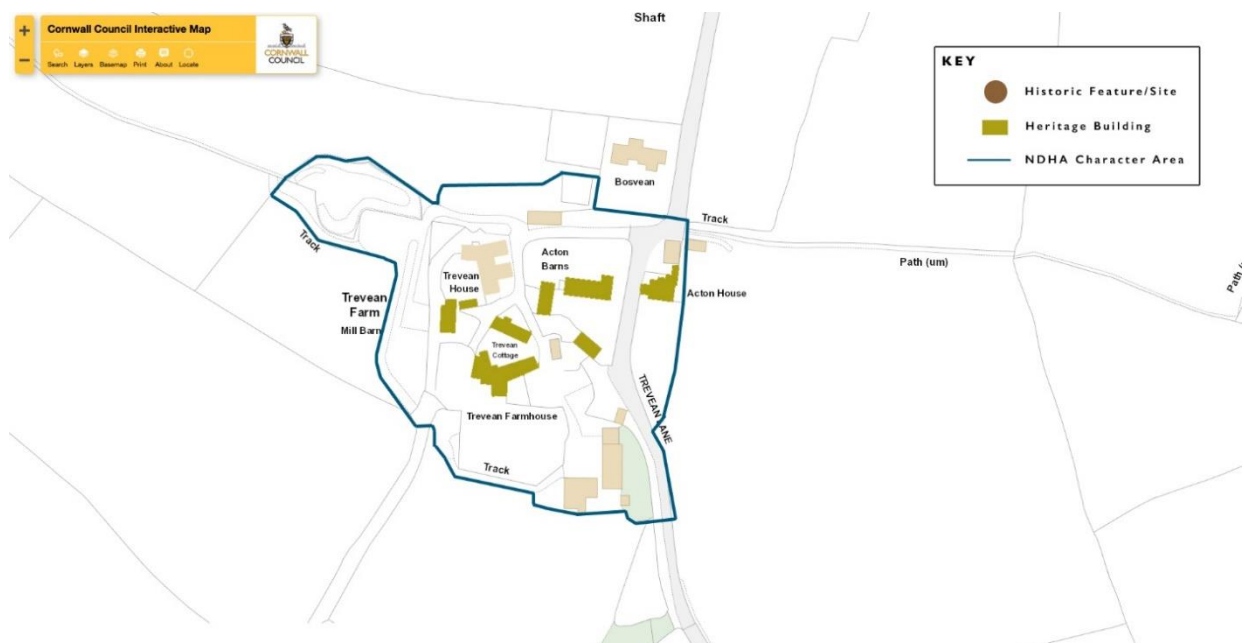 Cornwall Council Interactive Map
Search Layers Basemap Print About Locate
CORNWALL
COUNCIL
Shaft
KEY
Historic Feature/Site
Heritage Building
NDHA Character Area
Bosvean
Track
Track
Path (um)
Path (u
Acton
Barns
Trevean
House
Acton House
Trevean
Farm
Mill Barn
Trevean
Cottage
TREVEAN LANE
Trevean Farmhouse
Track